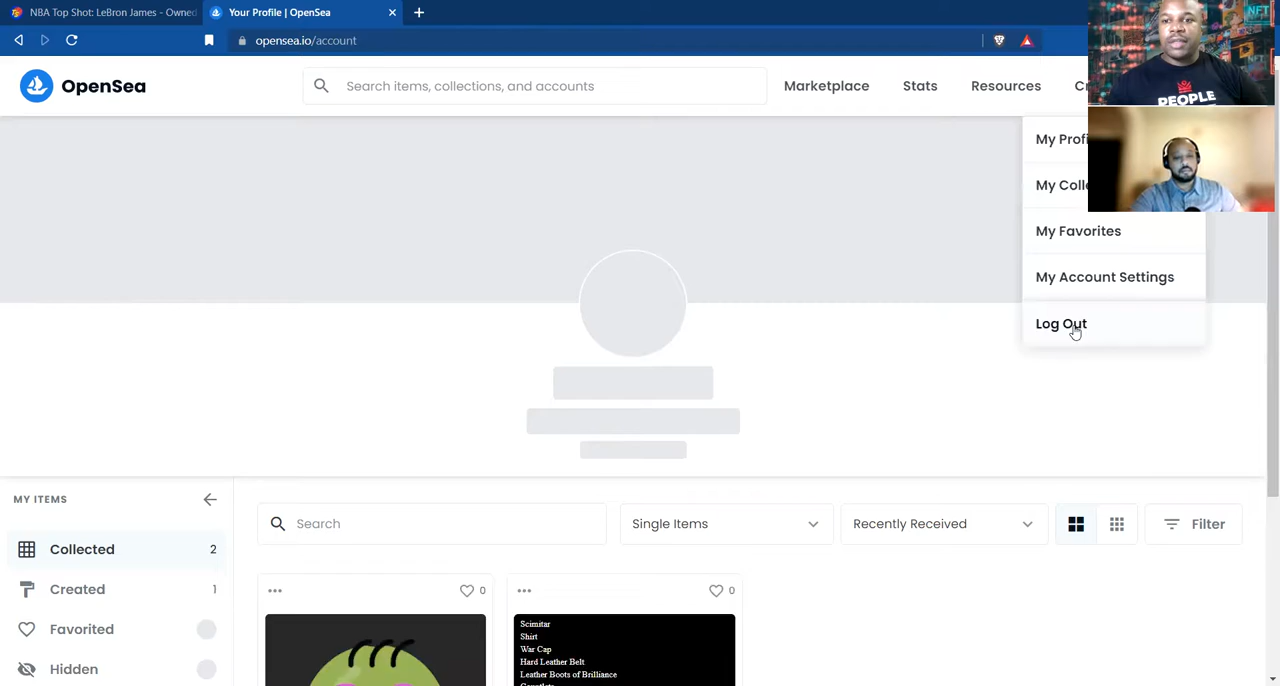 NBA Top Shot: LeBron James - Owned
Your Profile | OpenSea
opensea.io/account
OpenSea
Search items, collections, and accounts
Marketplace
Stats
Resources
NFT
PEOPLE
My Profi
My Coll
My Favorites
My Account Settings
Log Out
MY ITEMS
Collected 2
Created 1
Favorited
Hidden
Search
Single Items
Recently Received
Filter
0
0
Scimitar
Shirt
War Cap
Hard Leather Belt
Leather Boots of Brilliance